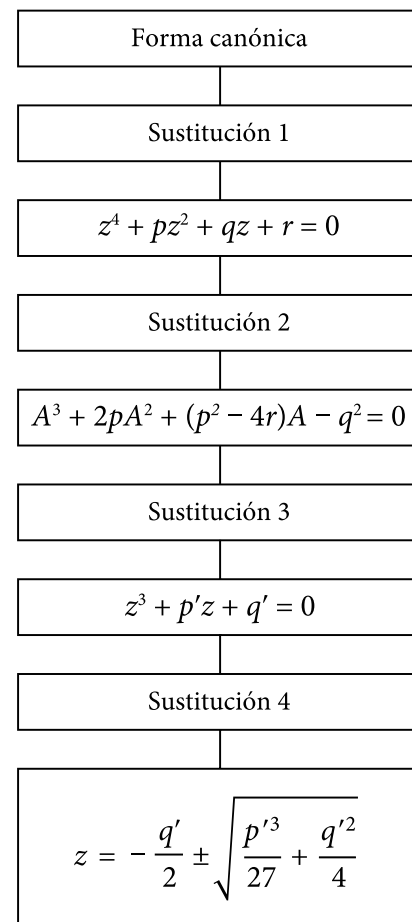 Forma canónica
Sustitución 1
z⁴ + pz² + qz + r = 0
Sustitución 2
A³ + 2pA² + (p² − 4r)A − q² = 0
Sustitución 3
z³ + p′z + q′ = 0
Sustitución 4
z = − q′/2 ± √(p′³/27 + q′²/4)